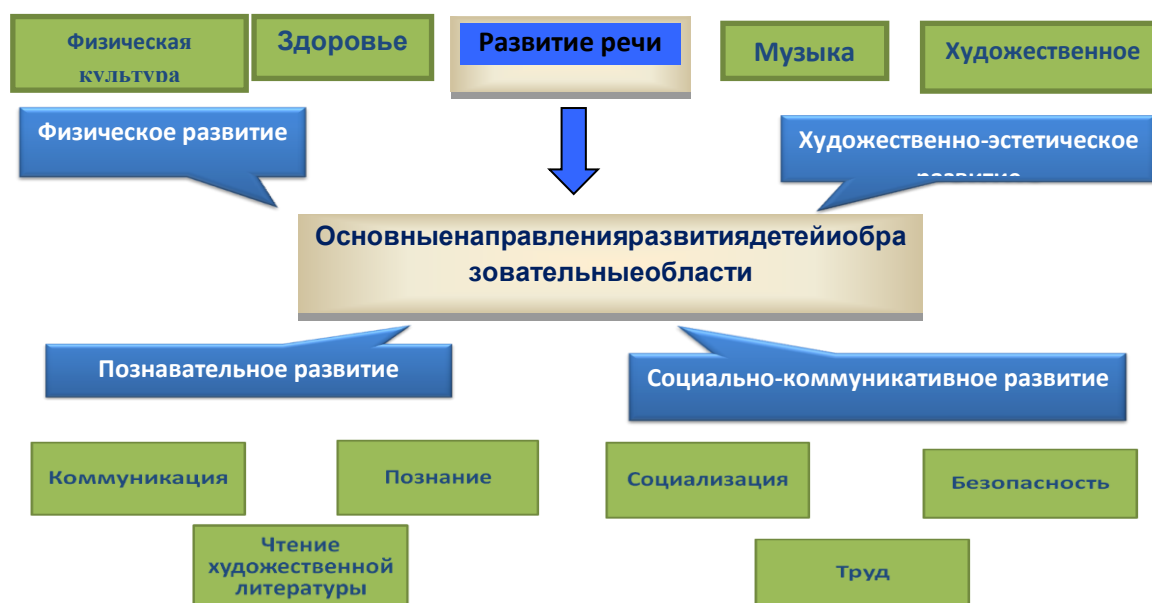 Физическая
культура
Здоровье
Развитие речи
Музыка
Художественное
Физическое развитие
Художественно-эстетическое
развитие
Основныенаправленияразвитиядетейиобра
зовательныеобласти
Познавательное развитие
Социально-коммуникативное развитие
Коммуникация
Познание
Социализация
Безопасность
Чтение
художественной
литературы
Труд